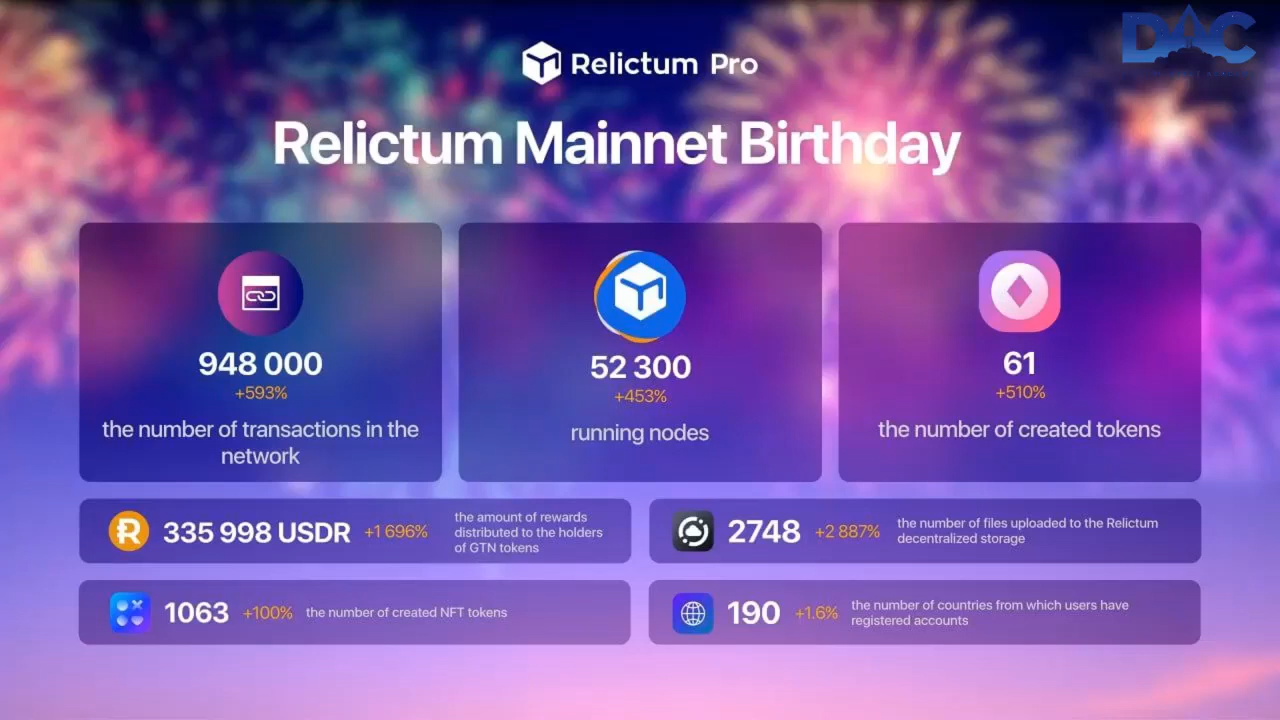 DAC
Relictum Pro
Relictum Mainnet Birthday
948 000
+593%
the number of transactions in the
network
52 300
+453%
running nodes
61
+510%
the number of created tokens
335 998 USDR
+1 696%
the amount of rewards
distributed to the holders
of GTN tokens
2748
+2 887%
the number of files uploaded to the Relictum
decentralized storage
1063
+100%
the number of created NFT tokens
190
+1.6%
the number of countries from which users have
registered accounts